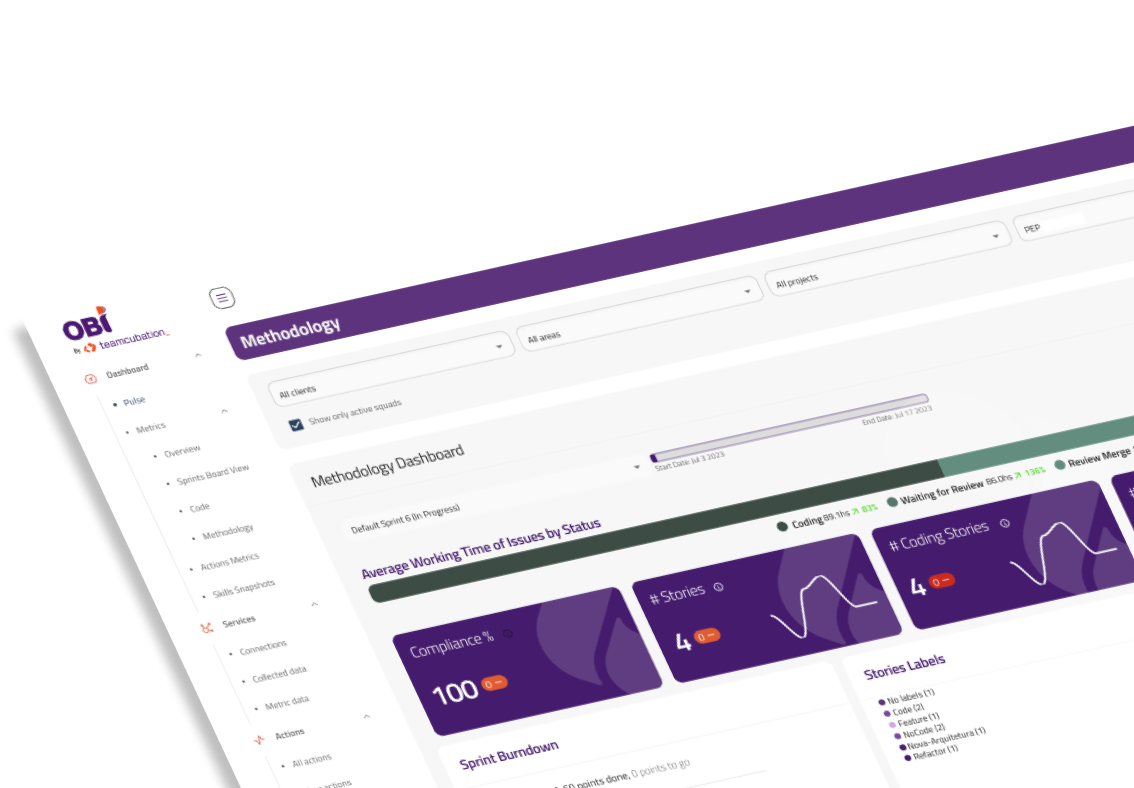 OBI
By teamcubation_
Dashboard
Pulse
Metrics
Overview
Sprints Board View
Code
Methodology
Actions Metrics
Skills Snapshots
Services
Connections
Collected data
Metric data
Actions
All actions
actions
Methodology
All clients
All areas
All projects
PEP
Show only active squads
Methodology Dashboard
Default Sprint 6 (In Progress)
Start Date: Jul 3 2023
End Date: Jul 17 2023
Average Working Time of Issues by Status
Coding 89.1hs ↗ 83%
Waiting for Review 86.0hs ↗ 136%
Review Merge
Compliance %
100 0 —
# Stories
4 0 —
# Coding Stories
4 0 —
#
Sprint Burndown
60 points done, 0 points to go
Stories Labels
No labels (1)
Code (2)
Feature (1)
NoCode (2)
Nova-Arquitetura (1)
Refactor (1)